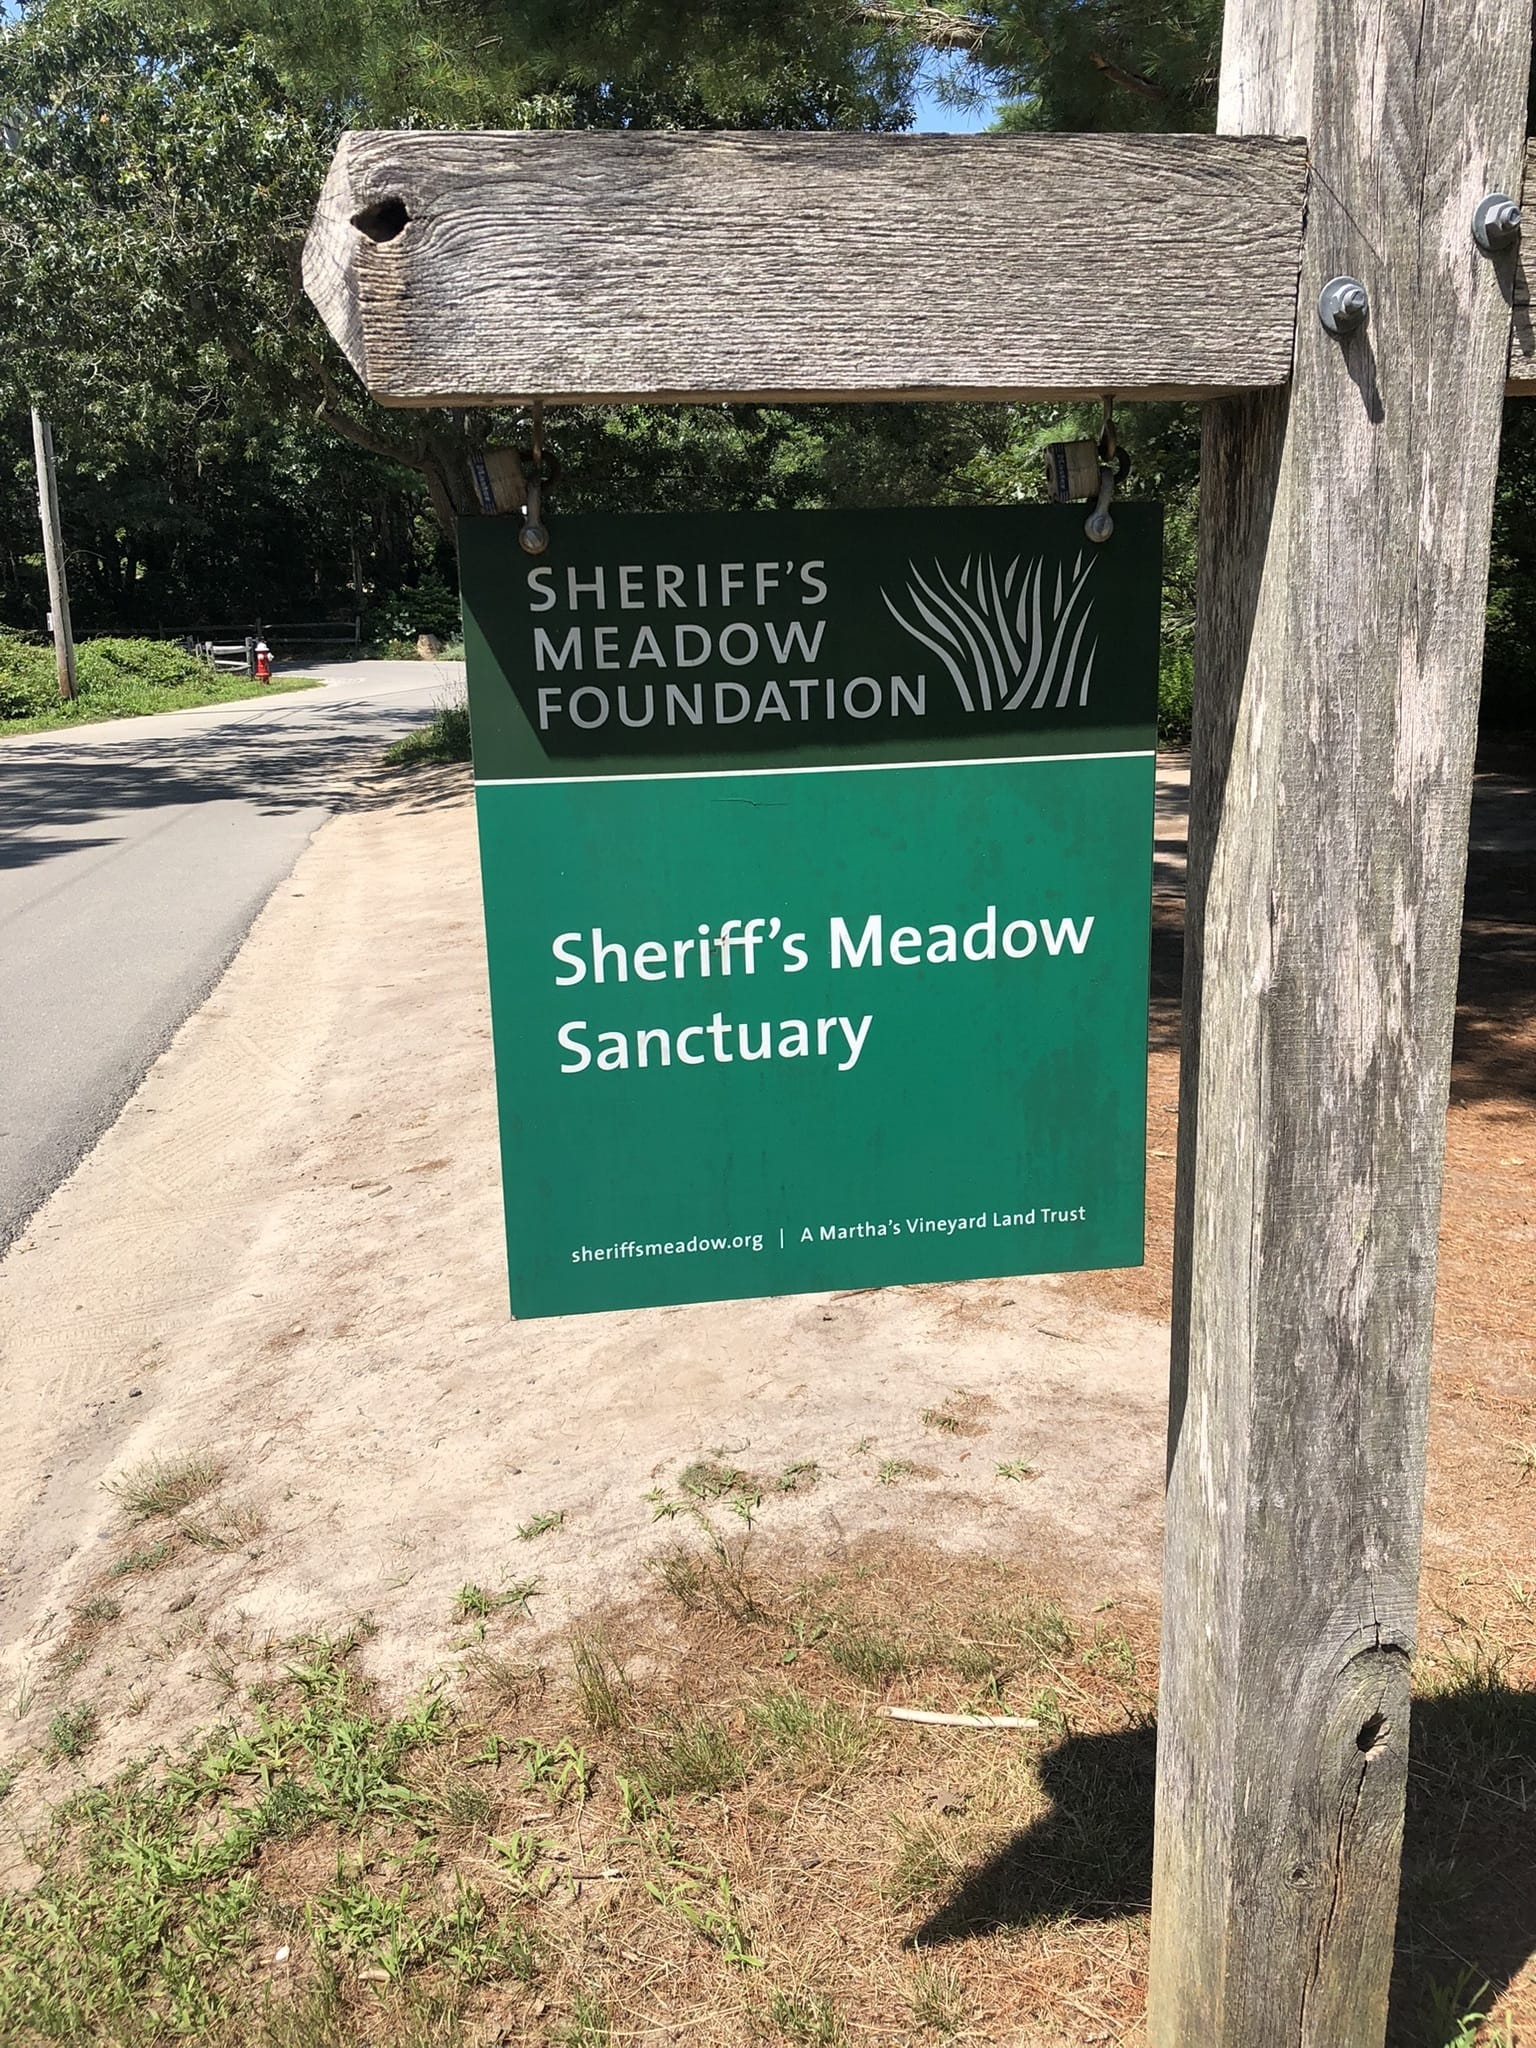 SHERIFF'S
MEADOW
FOUNDATION
Sheriff's Meadow
Sanctuary
sheriffsmeadow.org | A Martha's Vineyard Land Trust